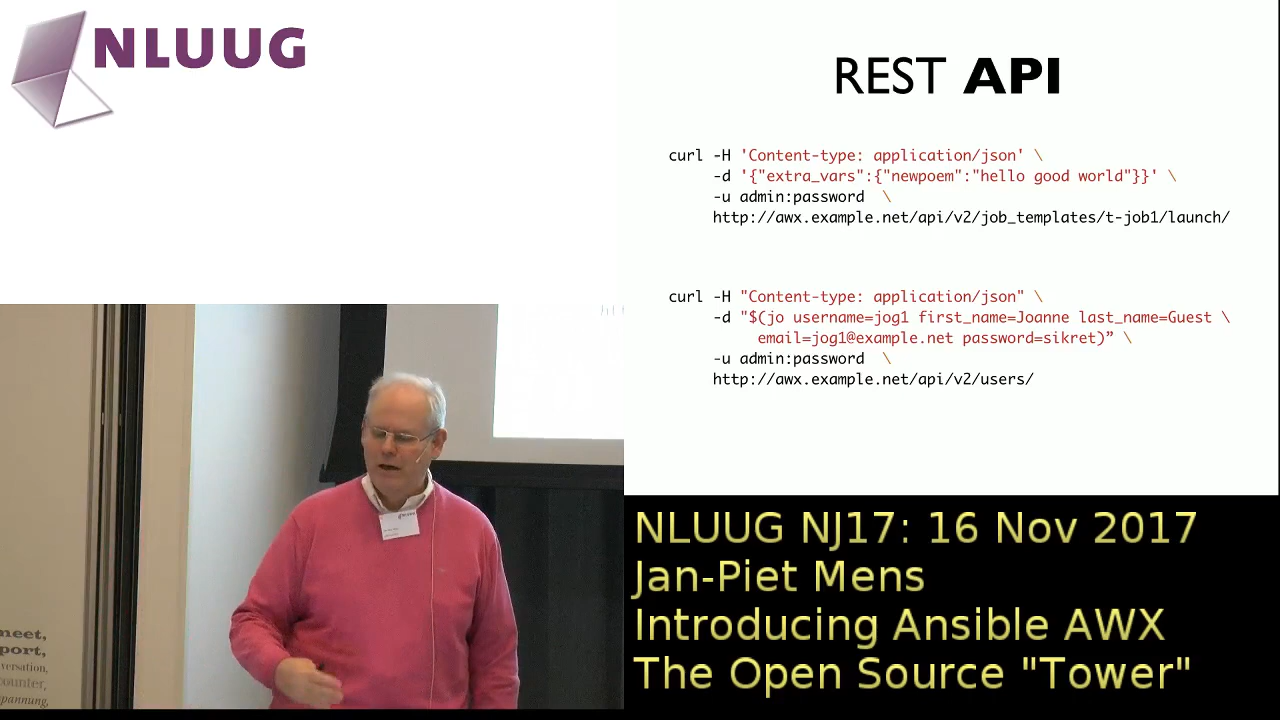 NLUUG
REST API
curl -H 'Content-type: application/json' \
-d '{"extra_vars":{"newpoem":"hello good world"}}' \
-u admin:password \
http://awx.example.net/api/v2/job_templates/t-job1/launch/
curl -H "Content-type: application/json" \
-d "$(jo username=jog1 first_name=Joanne last_name=Guest \
email=jog1@example.net password=sikret)” \
-u admin:password \
http://awx.example.net/api/v2/users/
NLUUG NJ17: 16 Nov 2017
Jan-Piet Mens
Introducing Ansible AWX
The Open Source "Tower"
neet,
port,
versation,
counter,
spannung,